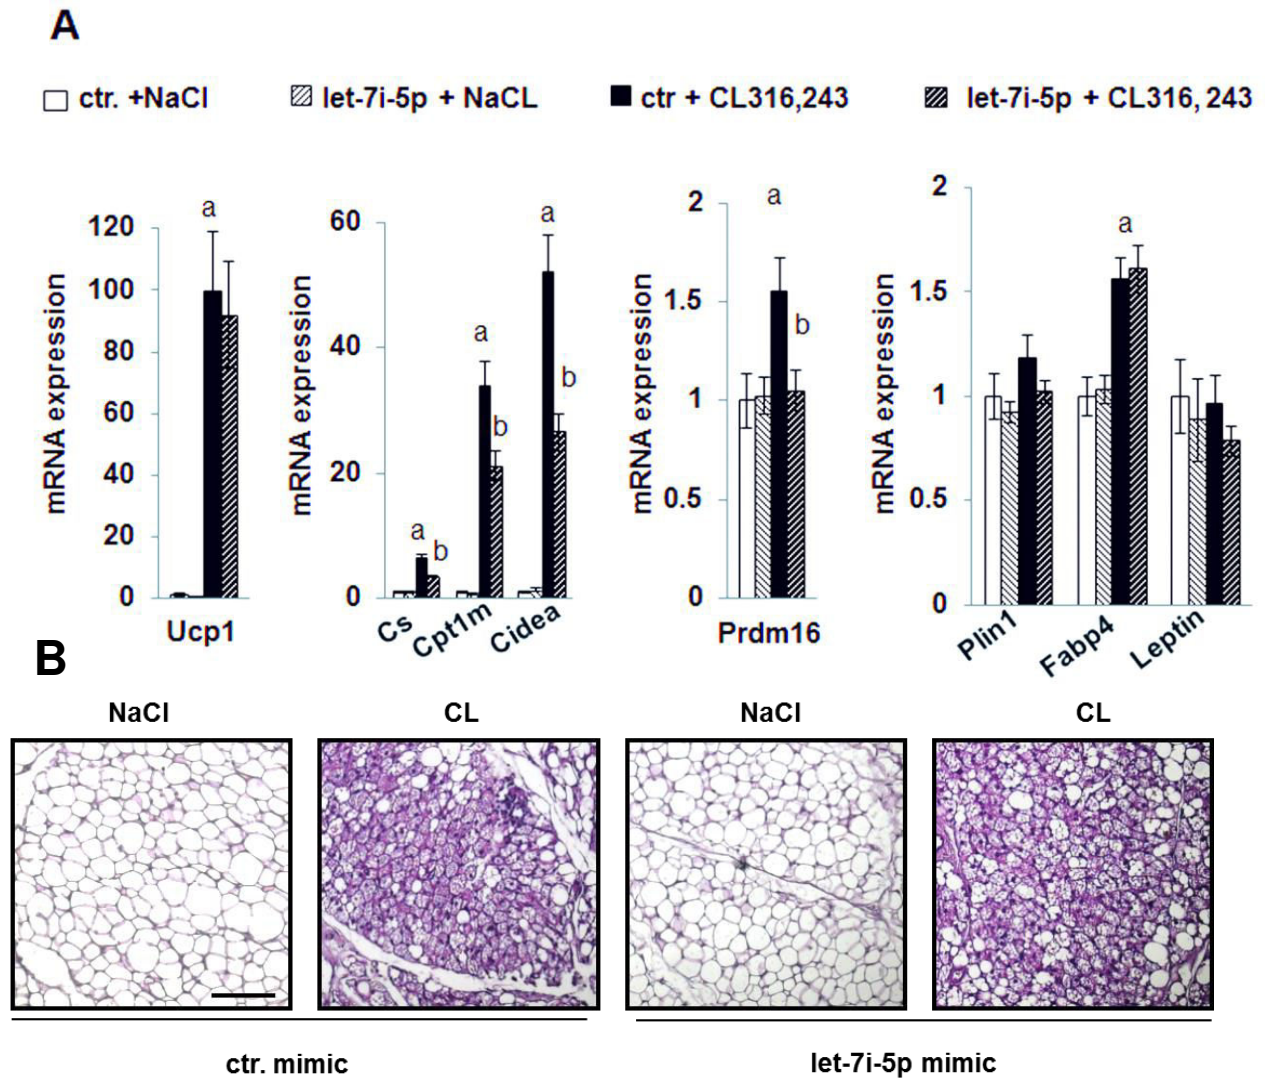 A
ctr. +NaCl let-7i-5p + NaCL ctr + CL316,243 let-7i-5p + CL316, 243
mRNA expression
120
100
80
60
40
20
0
a
Ucp1
mRNA expression
60
40
20
0
a
b
a
b
a
b
Cs
Cpt1m
Cidea
mRNA expression
2
1.5
1
0.5
0
a
b
Prdm16
mRNA expression
2
1.5
1
0.5
0
a
Plin1
Fabp4
Leptin
B
NaCl CL NaCl CL
ctr. mimic let-7i-5p mimic